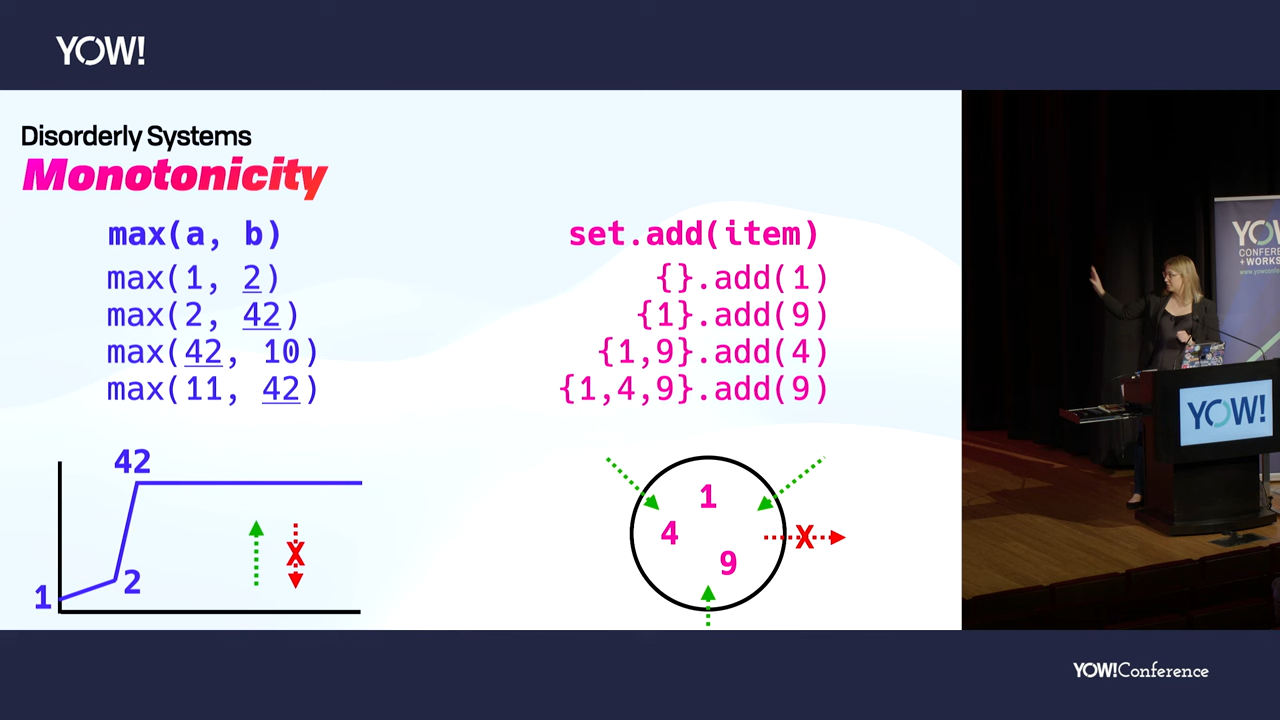 YOW!
Disorderly Systems
Monotonicity
max(a, b)
max(1, 2)
max(2, 42)
max(42, 10)
max(11, 42)
42
2
1
X
set.add(item)
{}.add(1)
{1}.add(9)
{1,9}.add(4)
{1,4,9}.add(9)
1
4
9
X
YOW
CONFERE
+ WORKS
YOW!
YOW!Conference